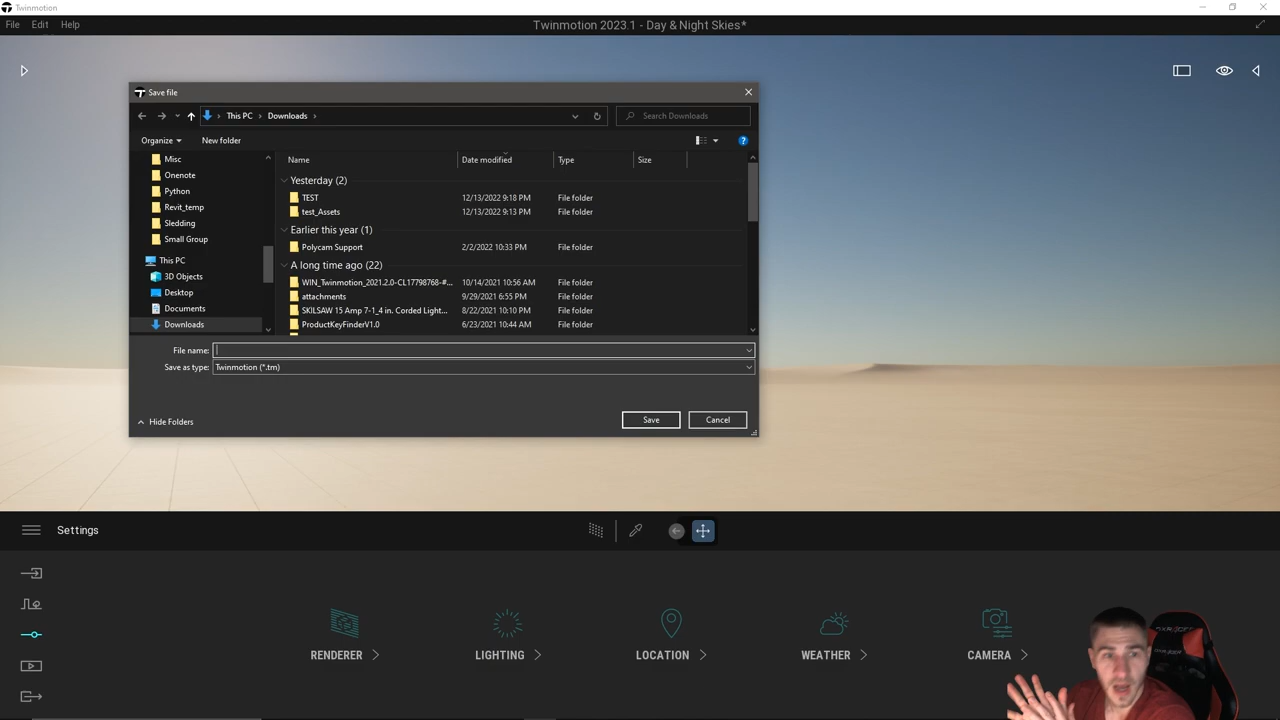 Twinmotion
File Edit Help
Twinmotion 2023.1 - Day & Night Skies*
Save file
This PC > Downloads >
Search Downloads
Organize
New folder
?
Misc
Onenote
Python
Revit_temp
Sledding
Small Group
This PC
3D Objects
Desktop
Documents
Downloads
Name Date modified Type Size
Yesterday (2)
TEST 12/13/2022 9:18 PM File folder
test_Assets 12/13/2022 9:13 PM File folder
Earlier this year (1)
Polycam Support 2/2/2022 10:33 PM File folder
A long time ago (22)
WIN_Twinmotion_2021.2.0-CL17798768-#... 10/14/2021 10:56 AM File folder
attachments 9/29/2021 6:55 PM File folder
SKILSAW 15 Amp 7-1_4 in. Corded Light... 8/22/2021 10:10 PM File folder
ProductKeyFinderV1.0 6/23/2021 10:44 AM File folder
File name:
Save as type: Twinmotion (*.tm)
Hide Folders
Save
Cancel
Settings
RENDERER >
LIGHTING >
LOCATION >
WEATHER >
CAMERA >